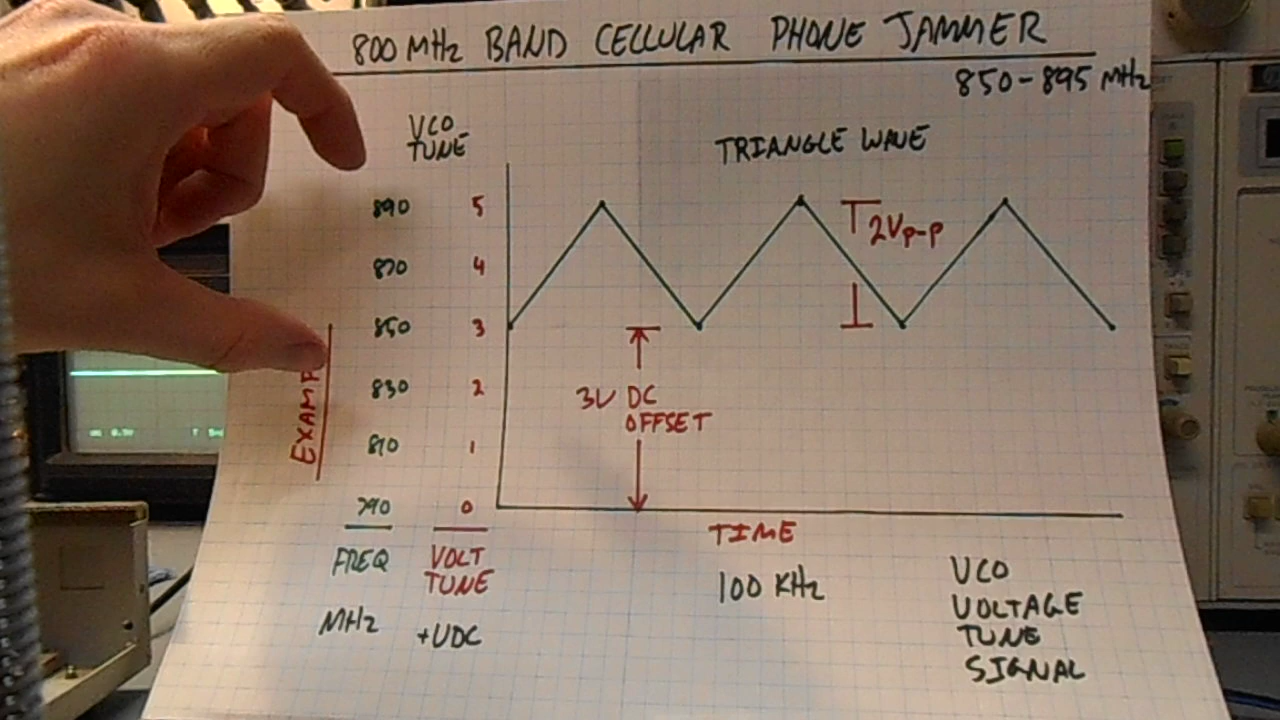 800 MHz BAND CELLULAR PHONE JAMMER
850-895 MHz
VCO
TUNE
TRIANGLE WAVE
890 5
870 4
850 3
830 2
810 1
790 0
2Vp-p
3V DC
OFFSET
TIME
100 KHz
FREQ
MHz
VOLT
TUNE
+VDC
VCO
VOLTAGE
TUNE
SIGNAL